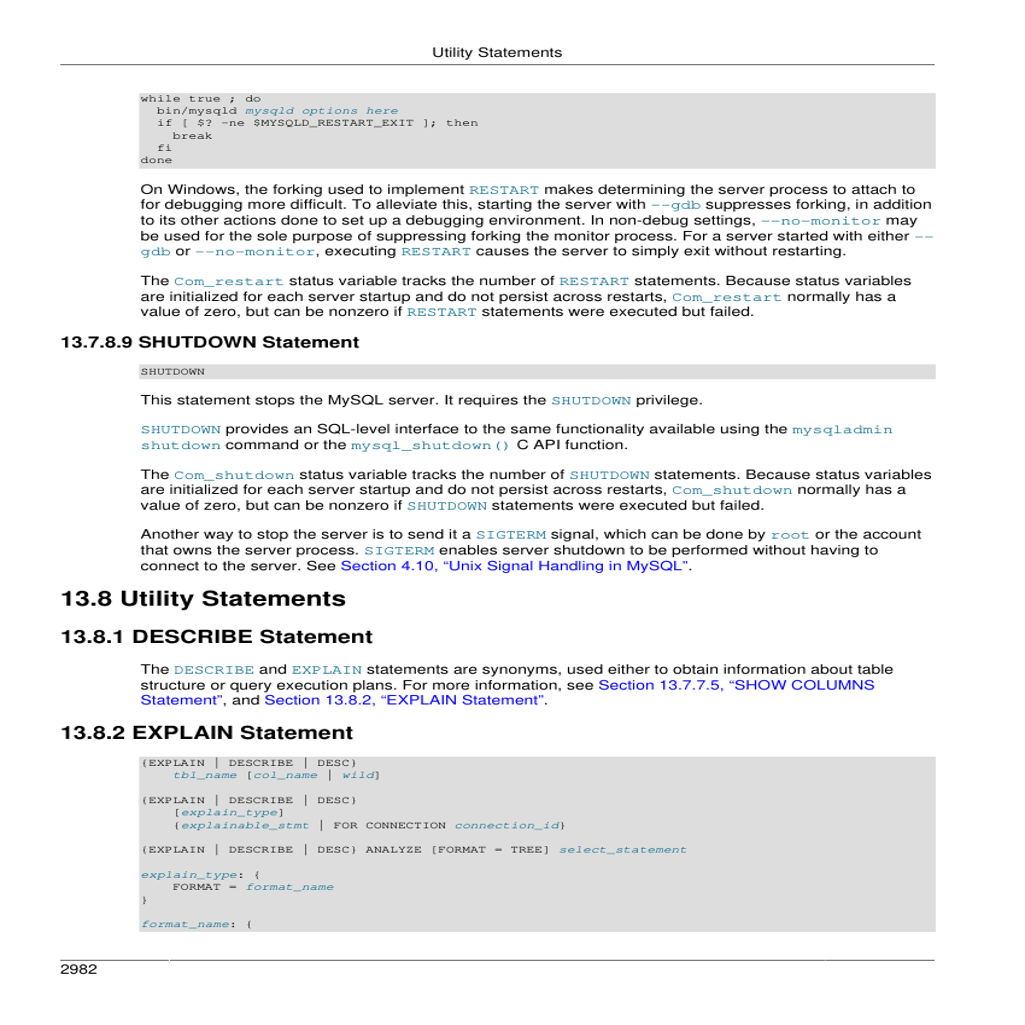 Utility Statements
while true ; do
  bin/mysqld mysqld options here
  if [ $? -ne $MYSQLD_RESTART_EXIT ]; then
    break
  fi
done
On Windows, the forking used to implement RESTART makes determining the server process to attach to
for debugging more difficult. To alleviate this, starting the server with --gdb suppresses forking, in addition
to its other actions done to set up a debugging environment. In non-debug settings, --no-monitor may
be used for the sole purpose of suppressing forking the monitor process. For a server started with either --
gdb or --no-monitor, executing RESTART causes the server to simply exit without restarting.
The Com_restart status variable tracks the number of RESTART statements. Because status variables
are initialized for each server startup and do not persist across restarts, Com_restart normally has a
value of zero, but can be nonzero if RESTART statements were executed but failed.
13.7.8.9 SHUTDOWN Statement
SHUTDOWN
This statement stops the MySQL server. It requires the SHUTDOWN privilege.
SHUTDOWN provides an SQL-level interface to the same functionality available using the mysqladmin
shutdown command or the mysql_shutdown() C API function.
The Com_shutdown status variable tracks the number of SHUTDOWN statements. Because status variables
are initialized for each server startup and do not persist across restarts, Com_shutdown normally has a
value of zero, but can be nonzero if SHUTDOWN statements were executed but failed.
Another way to stop the server is to send it a SIGTERM signal, which can be done by root or the account
that owns the server process. SIGTERM enables server shutdown to be performed without having to
connect to the server. See Section 4.10, “Unix Signal Handling in MySQL”.
13.8 Utility Statements
13.8.1 DESCRIBE Statement
The DESCRIBE and EXPLAIN statements are synonyms, used either to obtain information about table
structure or query execution plans. For more information, see Section 13.7.7.5, “SHOW COLUMNS
Statement”, and Section 13.8.2, “EXPLAIN Statement”.
13.8.2 EXPLAIN Statement
{EXPLAIN | DESCRIBE | DESC}
    tbl_name [col_name | wild]
{EXPLAIN | DESCRIBE | DESC}
    [explain_type]
    {explainable_stmt | FOR CONNECTION connection_id}
{EXPLAIN | DESCRIBE | DESC} ANALYZE [FORMAT = TREE] select_statement
explain_type: {
    FORMAT = format_name
}
format_name: {
2982